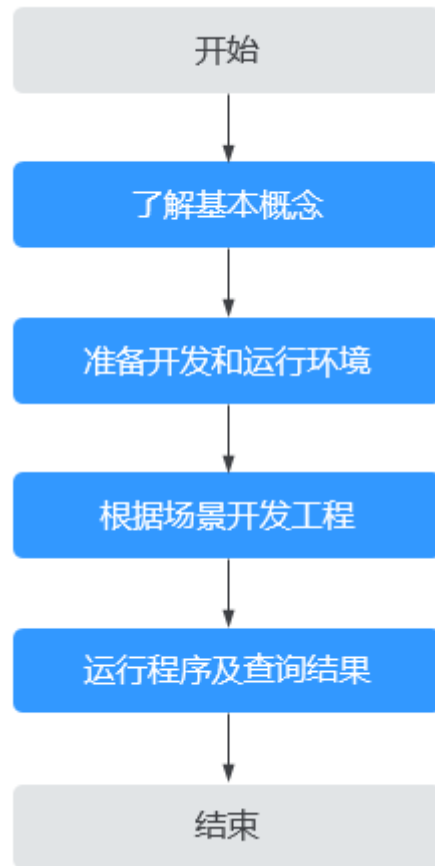 开始
了解基本概念
准备开发和运行环境
根据场景开发工程
运行程序及查询结果
结束